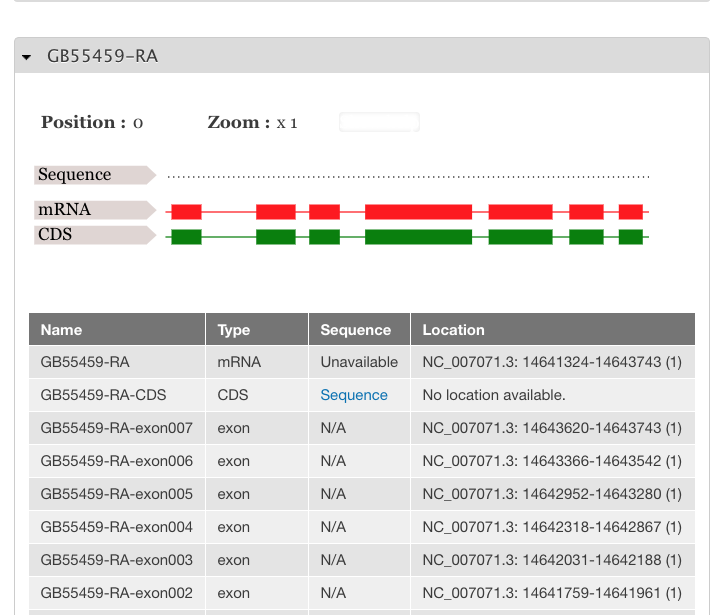 GB55459-RA
Position : 0 Zoom : x 1
Sequence
mRNA
CDS
Name Type Sequence Location
GB55459-RA mRNA Unavailable NC_007071.3: 14641324-14643743 (1)
GB55459-RA-CDS CDS Sequence No location available.
GB55459-RA-exon007 exon N/A NC_007071.3: 14643620-14643743 (1)
GB55459-RA-exon006 exon N/A NC_007071.3: 14643366-14643542 (1)
GB55459-RA-exon005 exon N/A NC_007071.3: 14642952-14643280 (1)
GB55459-RA-exon004 exon N/A NC_007071.3: 14642318-14642867 (1)
GB55459-RA-exon003 exon N/A NC_007071.3: 14642031-14642188 (1)
GB55459-RA-exon002 exon N/A NC_007071.3: 14641759-14641961 (1)